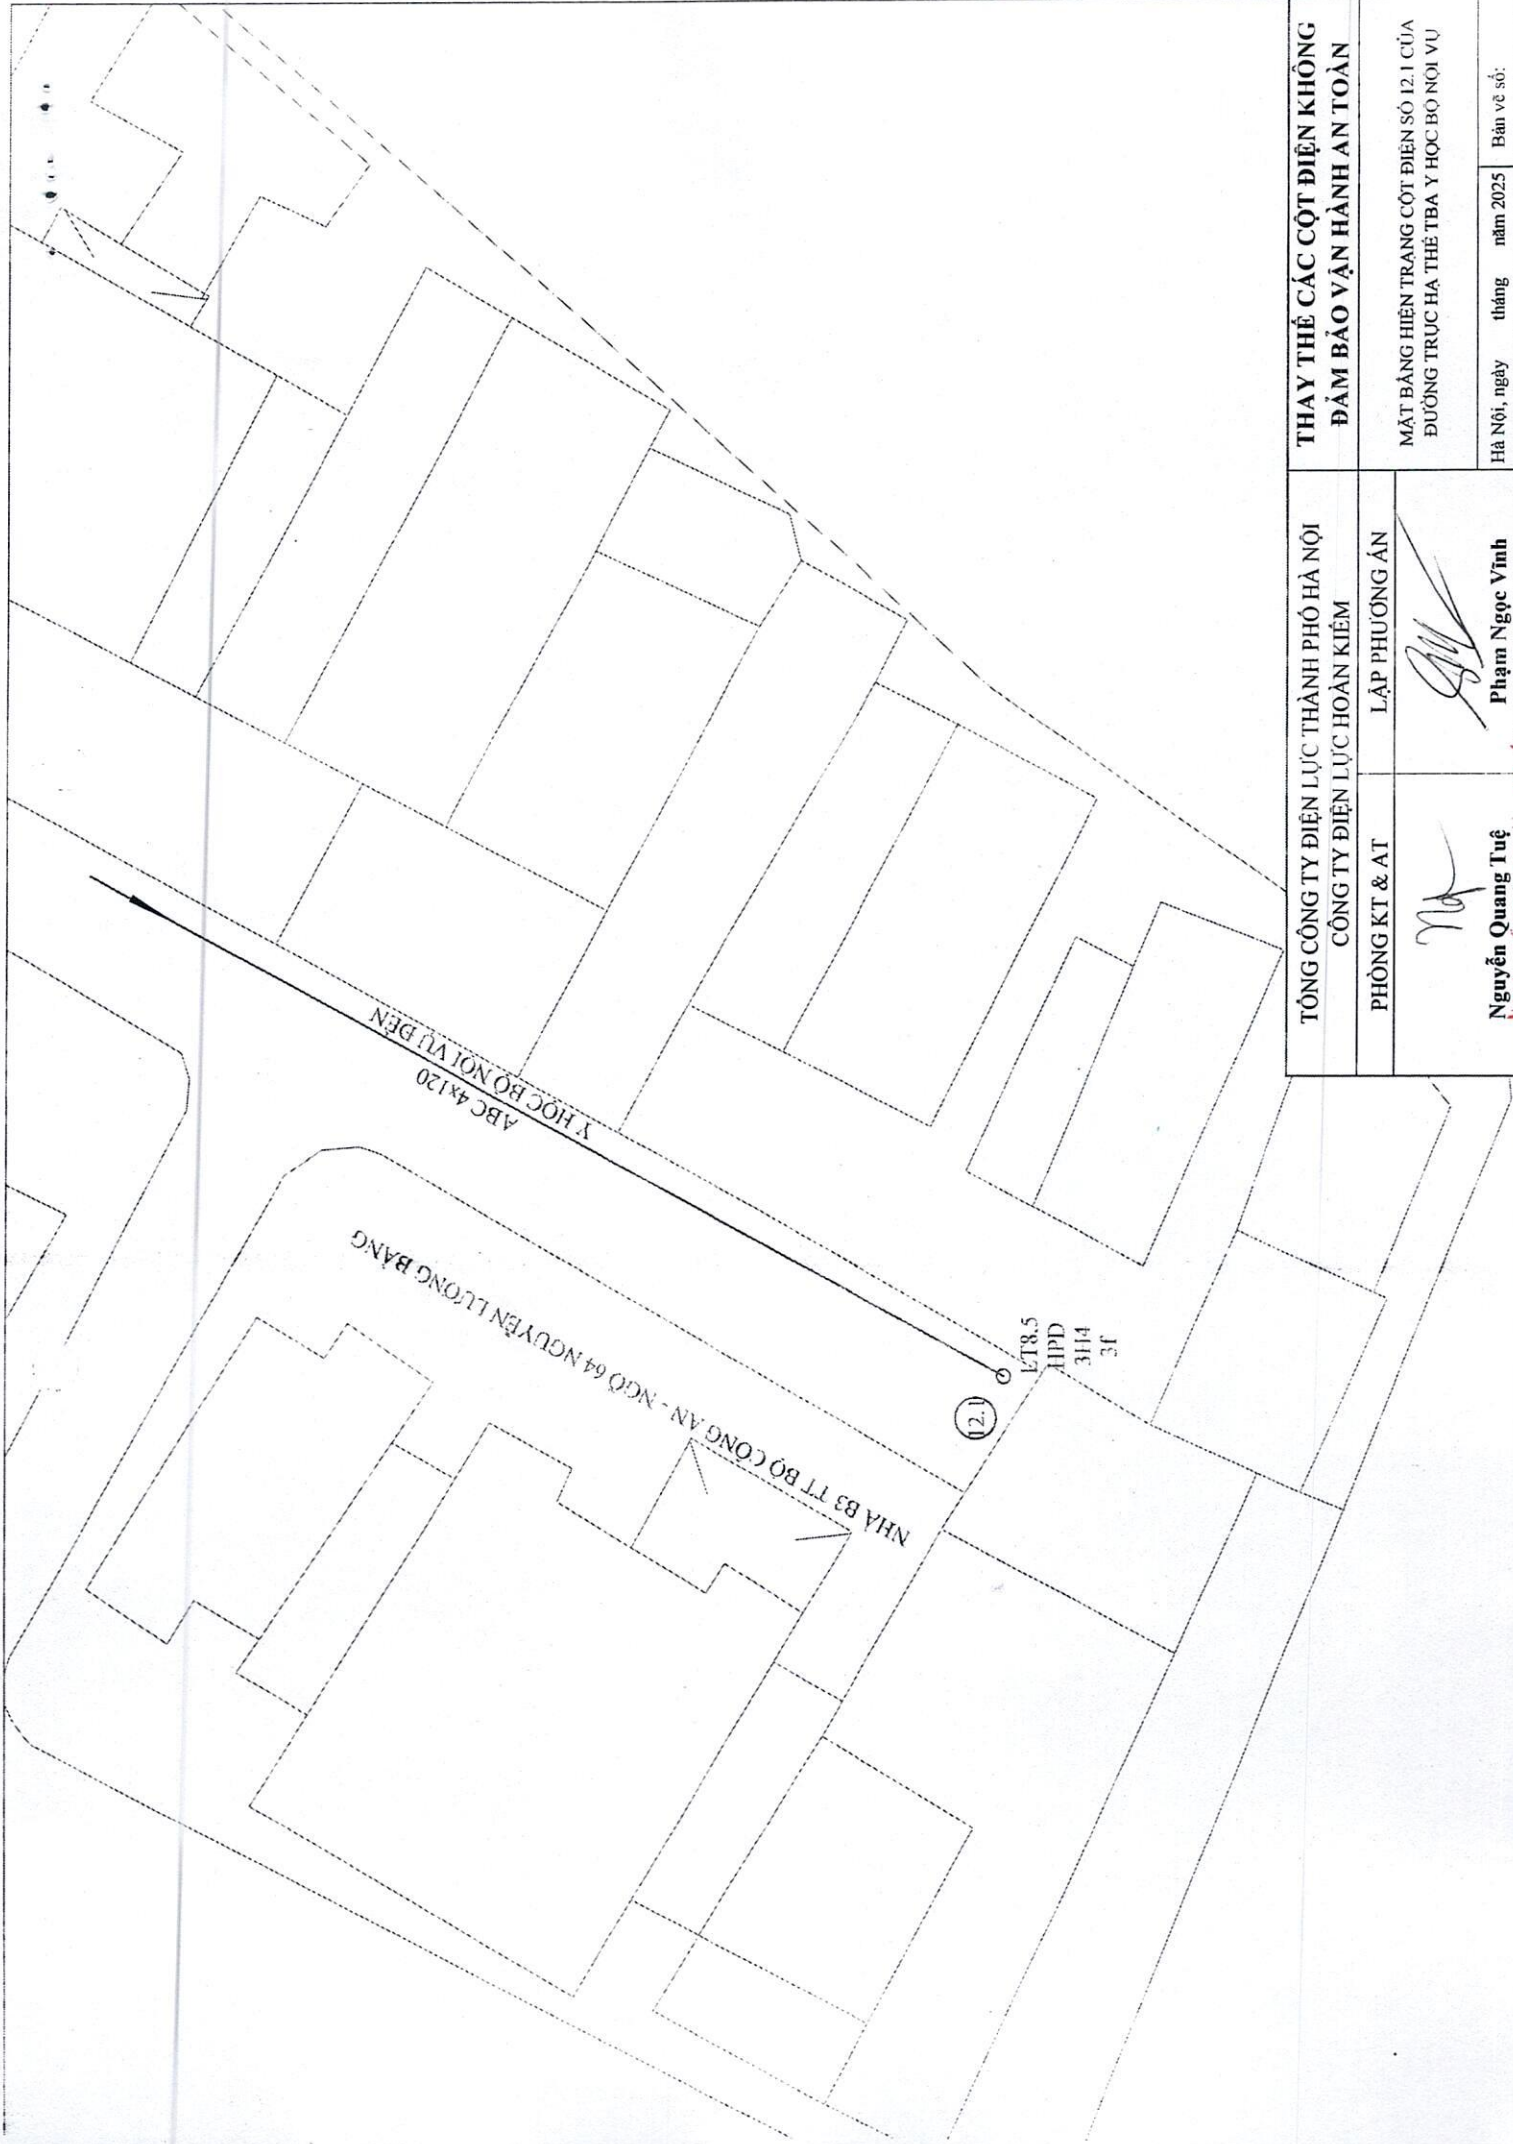 Y HỌC BỘ NỘI VỤ ĐẾN
ABC 4x120
NHÀ B3 TT BỘ CÔNG AN - NGÕ 64 NGUYỄN LƯƠNG BẰNG
12.1
LT8.5
HPD
3H4
3f
TỔNG CÔNG TY ĐIỆN LỰC THÀNH PHỐ HÀ NỘI
CÔNG TY ĐIỆN LỰC HOÀN KIẾM
THAY THẾ CÁC CỘT ĐIỆN KHÔNG
ĐẢM BẢO VẬN HÀNH AN TOÀN
PHÒNG KT & AT
LẬP PHƯƠNG ÁN
MẶT BẰNG HIỆN TRẠNG CỘT ĐIỆN SỐ 12.1 CỦA
ĐƯỜNG TRỤC HẠ THẾ TBA Y HỌC BỘ NỘI VỤ
Nguyễn Quang Tuệ
Phạm Ngọc Vinh
Hà Nội, ngày tháng năm 2025
Bản vẽ số: